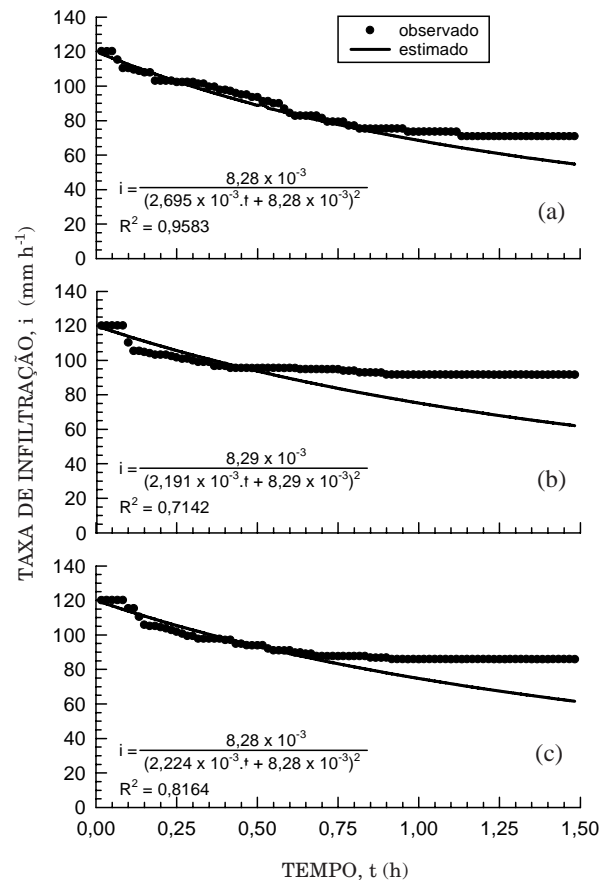 observado
estimado
140
120
100
80
60
40
20
0
i = 8,28 x 10⁻³
(2,695 x 10⁻³.t + 8,28 x 10⁻³)²
R² = 0,9583
(a)
140
120
100
80
60
40
20
0
i = 8,29 x 10⁻³
(2,191 x 10⁻³.t + 8,29 x 10⁻³)²
R² = 0,7142
(b)
TAXA DE INFILTRAÇÃO, i (mm h⁻¹)
140
120
100
80
60
40
20
0
i = 8,28 x 10⁻³
(2,224 x 10⁻³.t + 8,28 x 10⁻³)²
R² = 0,8164
(c)
0,00 0,25 0,50 0,75 1,00 1,25 1,50
TEMPO, t (h)